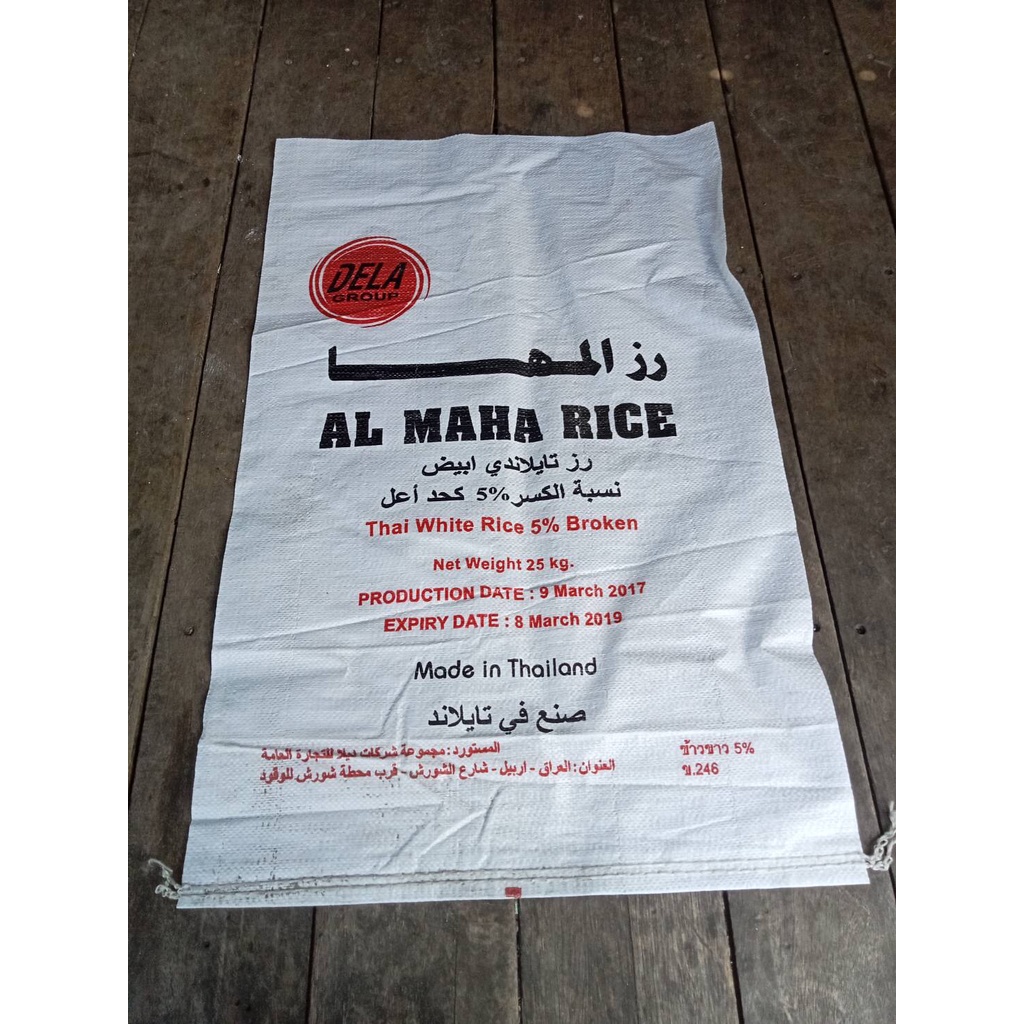 DELA
GROUP
رز المها
AL MAHA RICE
رز تايلاندي ابيض
نسبة الكسر 5% كحد أعل
Thai White Rice 5% Broken
Net Weight 25 kg.
PRODUCTION DATE : 9 March 2017
EXPIRY DATE : 8 March 2019
Made in Thailand
صنع في تايلاند
المستورد : مجموعة شركات ديلا للتجارة العامة
العنوان : العراق - اربيل - شارع الشورش - قرب محطة شورش للوقود
ข้าวขาว 5%
ข.246